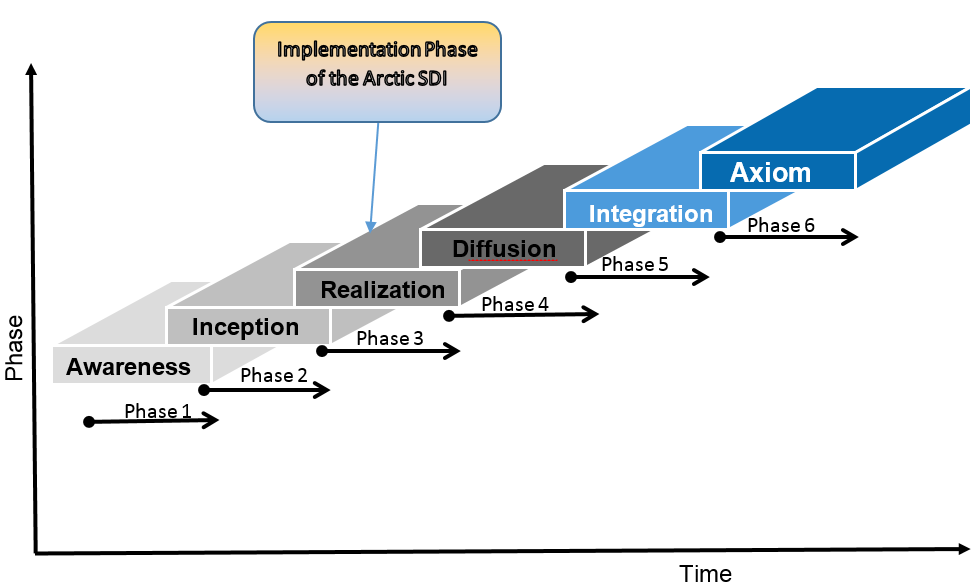 Implementation Phase
of the Arctic SDI
Axiom
Integration
Phase 6
Diffusion
Phase 5
Realization
Phase 4
Inception
Phase 3
Awareness
Phase 2
Phase 1
Phase
Time